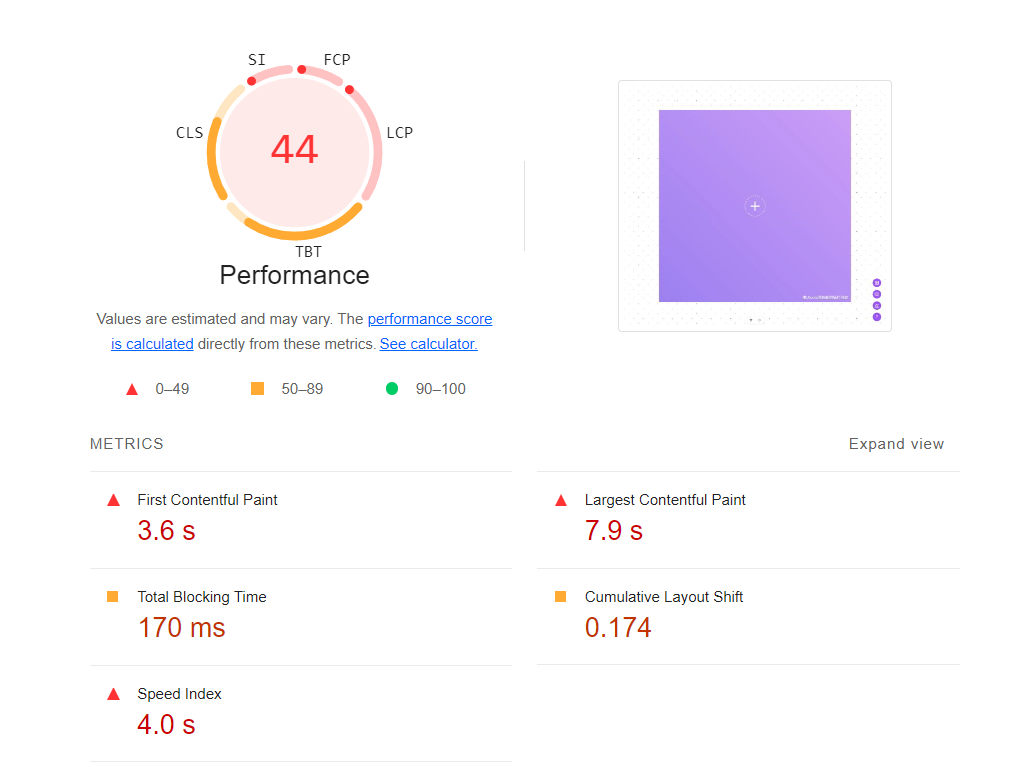 SI
FCP
CLS
LCP
44
TBT
Performance
Values are estimated and may vary. The performance score
is calculated directly from these metrics. See calculator.
0–49
50–89
90–100
METRICS
Expand view
First Contentful Paint
3.6 s
Largest Contentful Paint
7.9 s
Total Blocking Time
170 ms
Cumulative Layout Shift
0.174
Speed Index
4.0 s